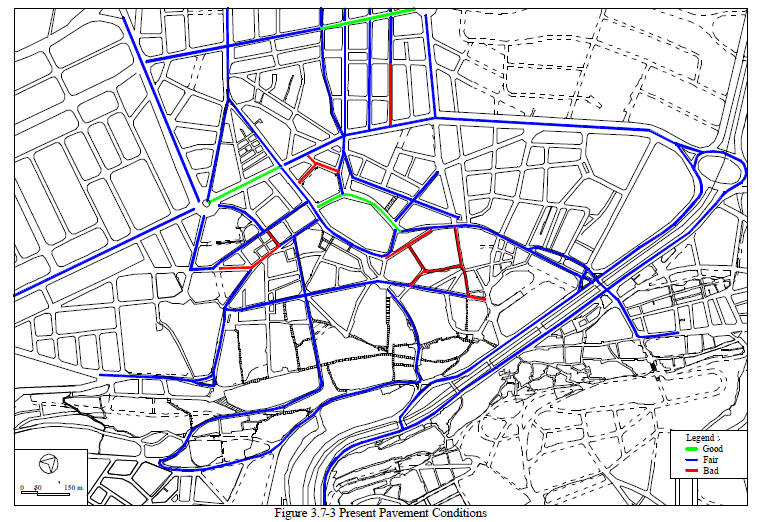 Legend :
Good
Fair
Bad
0 50 150 m.
Figure 3.7-3 Present Pavement Conditions